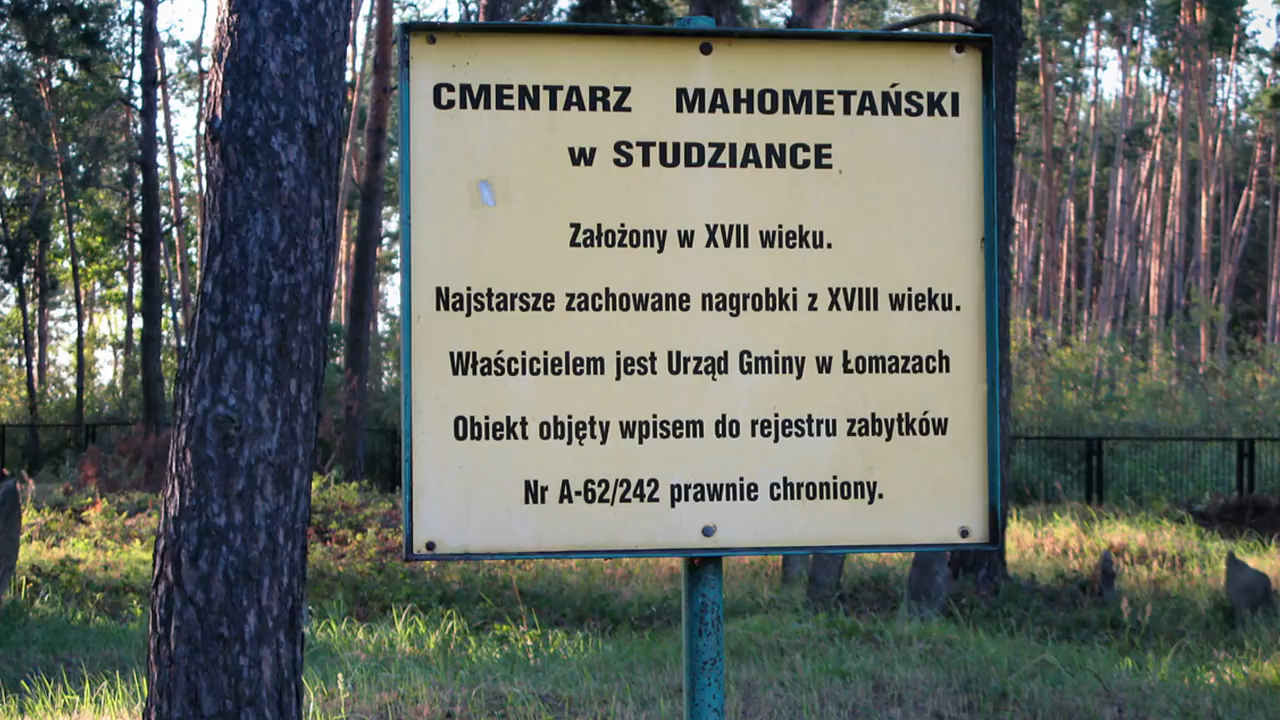 CMENTARZ MAHOMETAŃSKI
w STUDZIANCE
Założony w XVII wieku.
Najstarsze zachowane nagrobki z XVIII wieku.
Właścicielem jest Urząd Gminy w Łomazach
Obiekt objęty wpisem do rejestru zabytków
Nr A-62/242 prawnie chroniony.